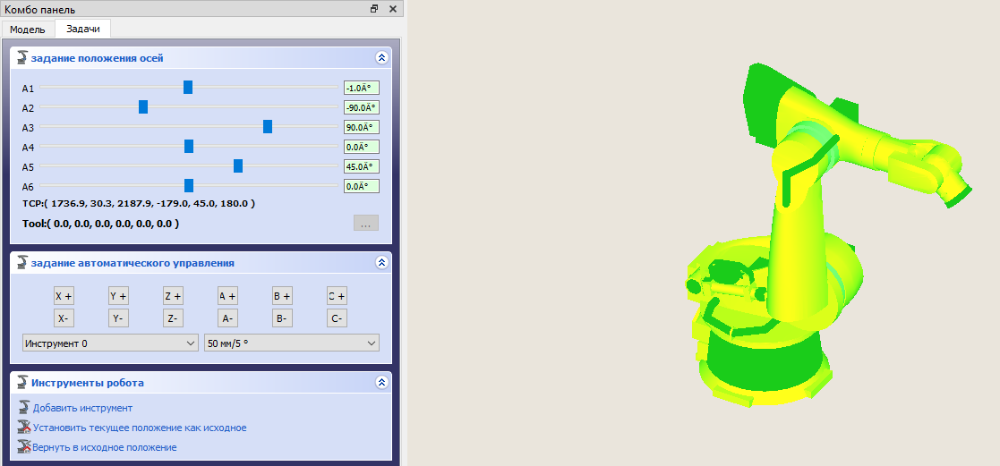 Комбо панель
Модель Задачи
задание положения осей
A1 -1.0Â°
A2 -90.0Â°
A3 90.0Â°
A4 0.0Â°
A5 45.0Â°
A6 0.0Â°
TCP:( 1736.9, 30.3, 2187.9, -179.0, 45.0, 180.0 )
Tool:( 0.0, 0.0, 0.0, 0.0, 0.0, 0.0 ) ...
задание автоматического управления
X + Y + Z + A + B + C +
X- Y- Z- A- B- C-
Инструмент 0 50 мм/5 °
Инструменты робота
Добавить инструмент
Установить текущее положение как исходное
Вернуть в исходное положение